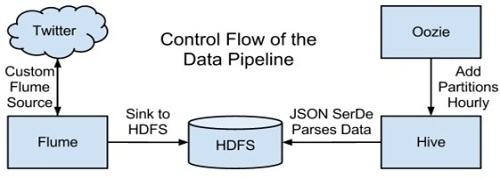 Twitter
Control Flow of the
Data Pipeline
Oozie
Custom
Flume
Source
Add
Partitions
Hourly
Sink to
HDFS
JSON SerDe
Parses Data
Flume
HDFS
Hive